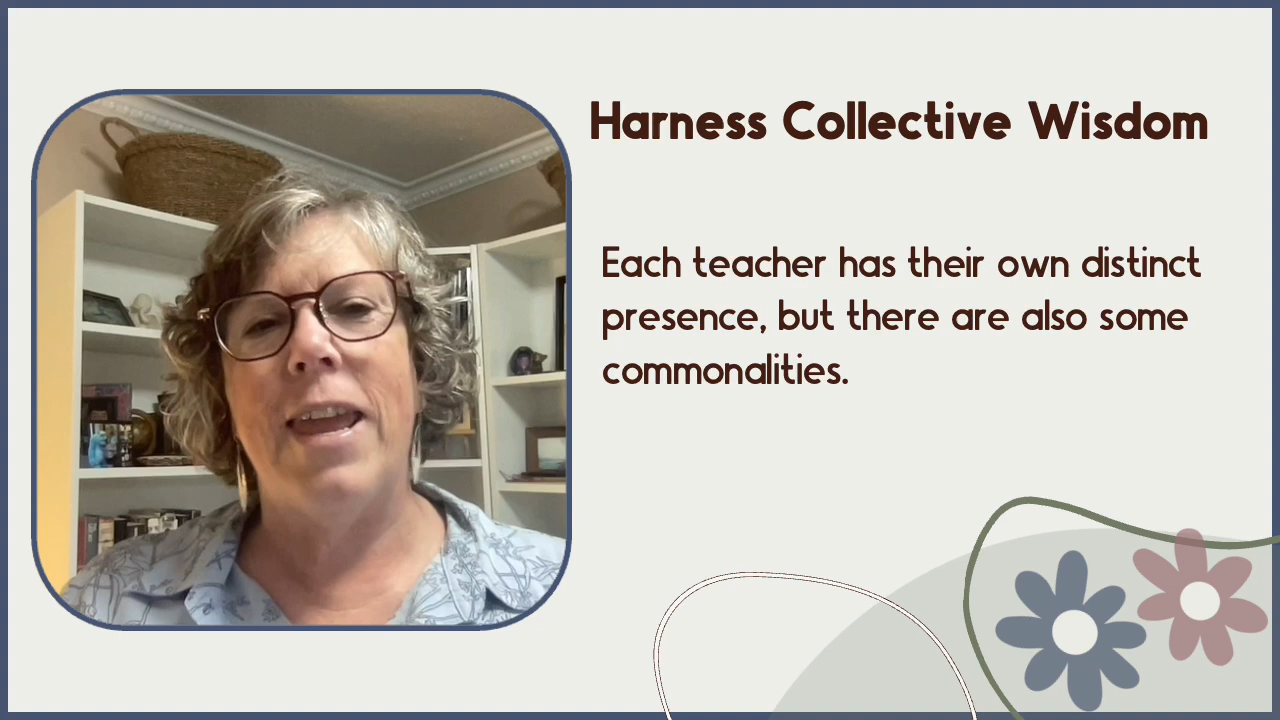 Harness Collective Wisdom
Each teacher has their own distinct
presence, but there are also some
commonalities.